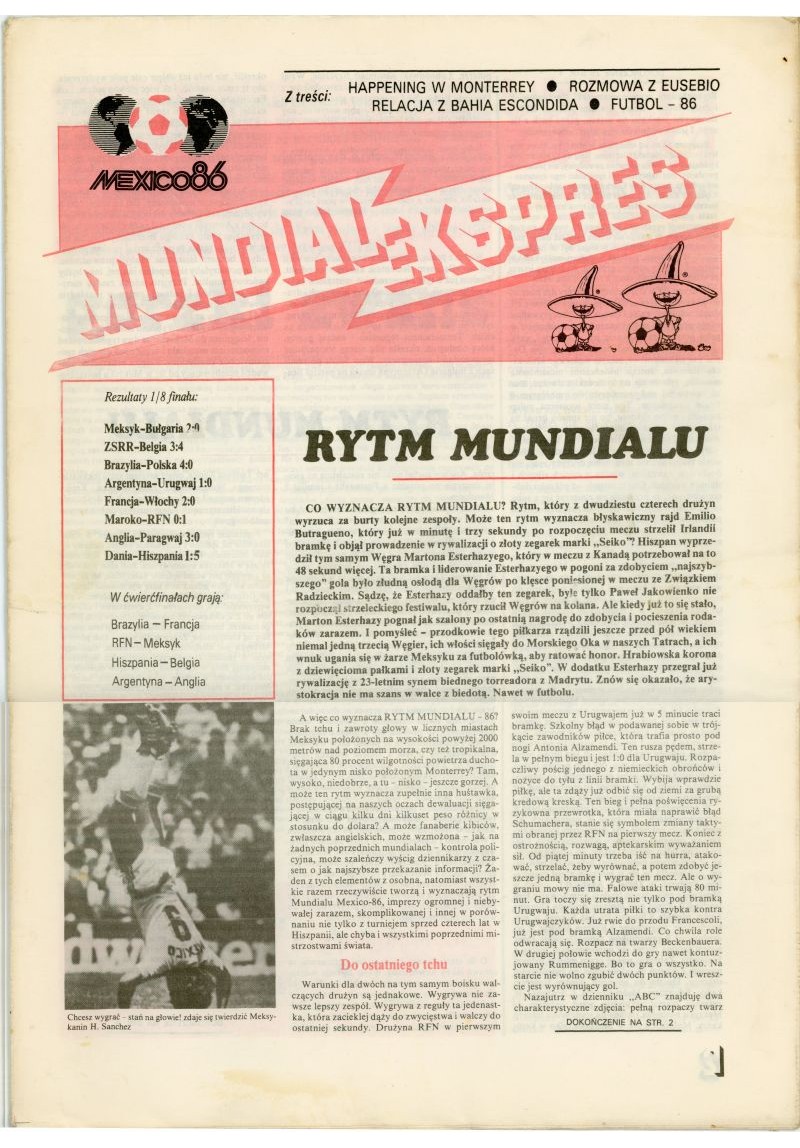 Z treści:
HAPPENING W MONTERREY ● ROZMOWA Z EUSEBIO
RELACJA Z BAHIA ESCONDIDA ● FUTBOL – 86
MEXICO86
MUNDIAL EKSPRES
Rezultaty 1/8 finału:
Meksyk–Bułgaria 2:0
ZSRR–Belgia 3:4
Brazylia–Polska 4:0
Argentyna–Urugwaj 1:0
Francja–Włochy 2:0
Maroko–RFN 0:1
Anglia–Paragwaj 3:0
Dania–Hiszpania 1:5
W ćwierćfinałach grają:
Brazylia – Francja
RFN – Meksyk
Hiszpania – Belgia
Argentyna – Anglia
RYTM MUNDIALU
CO WYZNACZA RYTM MUNDIALU? Rytm, który z dwudziestu czterech drużyn
wyrzuca za burty kolejne zespoły. Może ten rytm wyznacza błyskawiczny rajd Emilio
Butragueno, który już w minutę i trzy sekundy po rozpoczęciu meczu strzelił Irlandii
bramkę i objął prowadzenie w rywalizacji o złoty zegarek marki „Seiko"? Hiszpan wyprze-
dził tym samym Węgra Martona Esterhazyego, który w meczu z Kanadą potrzebował na to
48 sekund więcej. Ta bramka i liderowanie Esterhazyego w pogoni za zdobyciem „najszyb-
szego" gola było złudną osłodą dla Węgrów po klęsce poniesionej w meczu ze Związkiem
Radzieckim. Sądzę, że Esterhazy oddałby ten zegarek, byle tylko Paweł Jakowienko nie
rozpoczął strzeleckiego festiwalu, który rzucił Węgrów na kolana. Ale kiedy już to się stało,
Marton Esterhazy pognał jak szalony po ostatnią nagrodę do zdobycia i pocieszenia roda-
ków zarazem. I pomyśleć – przodkowie tego piłkarza rządzili jeszcze przed pół wiekiem
niemal jedną trzecią Węgier, ich włości sięgały do Morskiego Oka w naszych Tatrach, a ich
wnuk ugania się w żarze Meksyku za futbolówką, aby ratować honor. Hrabiowska korona
z dziewięcioma pałkami i złoty zegarek marki „Seiko". W dodatku Esterhazy przegrał już
rywalizację z 23-letnim synem biednego torreadora z Madrytu. Znów się okazało, że ary-
stokracja nie ma szans w walce z biedotą. Nawet w futbolu.
A więc co wyznacza RYTM MUNDIALU - 86?
Brak tchu i zawroty głowy w licznych miastach
Meksyku położonych na wysokości powyżej 2000
metrów nad poziomem morza, czy też tropikalna,
sięgająca 80 procent wilgotności powietrza ducho-
ta w jedynym nisko położonym Monterrey? Tam,
wysoko, niedobrze, a tu – nisko – jeszcze gorzej. A
może ten rytm wyznacza zupełnie inna huśtawka,
postępującej na naszych oczach dewaluacji sięga-
jącej w ciągu kilku dni kilkuset peso różnicy w
stosunku do dolara? A może fanaberie kibiców,
zwłaszcza angielskich, może wzmożona – jak na
żadnych poprzednich mundialach – kontrola poli-
cyjna, może szaleńczy wyścig dziennikarzy z cza-
sem o jak najszybsze przekazanie informacji? Ża-
den z tych elementów z osobna, natomiast wszyst-
kie razem rzeczywiście tworzą i wyznaczają rytm
Mundialu Mexico-86, imprezy ogromnej i nieby-
wałej zarazem, skomplikowanej i innej w porów-
naniu nie tylko z turniejem sprzed czterech lat w
Hiszpanii, ale chyba i wszystkimi poprzednimi mi-
strzostwami świata.
Do ostatniego tchu
Warunki dla dwóch na tym samym boisku wal-
czących drużyn są jednakowe. Wygrywa nie za-
wsze lepszy zespół. Wygrywa z reguły ta jedenast-
ka, która zacieklej dąży do zwycięstwa i walczy do
ostatniej sekundy. Drużyna RFN w pierwszym
swoim meczu z Urugwajem już w 5 minucie traci
bramkę. Szkolny błąd w podawanej sobie w trój-
kącie zawodników piłce, która trafia prosto pod
nogi Antonia Alzamendi. Ten rusza pędem, strze-
la w pełnym biegu i jest 1:0 dla Urugwaju. Rozpa-
czliwy pościg jednego z niemieckich obrońców i
nożyce do tyłu z linii bramki. Wybija wprawdzie
piłkę, ale ta zdąży już odbić się od ziemi za grubą
kredową kreską. Ten bieg i pełna poświęcenia ry-
zykowna przewrotka, która miała naprawić błąd
Schumachera, stanie się symbolem zmiany takty-
mi obranej przez RFN na pierwszy mecz. Koniec z
ostrożnością, rozwagą, aptekarskim wyważaniem
sił. Od piątej minuty trzeba iść na hurra, atako-
wać, strzelać, żeby wyrównać, a potem zdobyć je-
szcze jedną bramkę i wygrać ten mecz. Ale o wy-
graniu mowy nie ma. Falowe ataki trwają 80 mi-
nut. Gra toczy się zresztą nie tylko pod bramką
Urugwaju. Każda utrata piłki to szybka kontra
Urugwajczyków. Już rwie do przodu Francescoli,
już jest pod bramką Alzamendi. Co chwila role
odwracają się. Rozpacz na twarzy Beckenbauera.
W drugiej połowie wchodzi do gry nawet kontuz-
jowany Rummenigge. Bo to gra o wszystko. Na
starcie nie wolno zgubić dwóch punktów. I wresz-
cie jest wyrównujący gol.
Nazajutrz w dzienniku „ABC" znajduję dwa
charakterystyczne zdjęcia: pełną rozpaczy twarz
DOKOŃCZENIE NA STR. 2
9
MEXICO
Chcesz wygrać – stań na głowie! zdaje się twierdzić Meksy-
kanin H. Sanchez